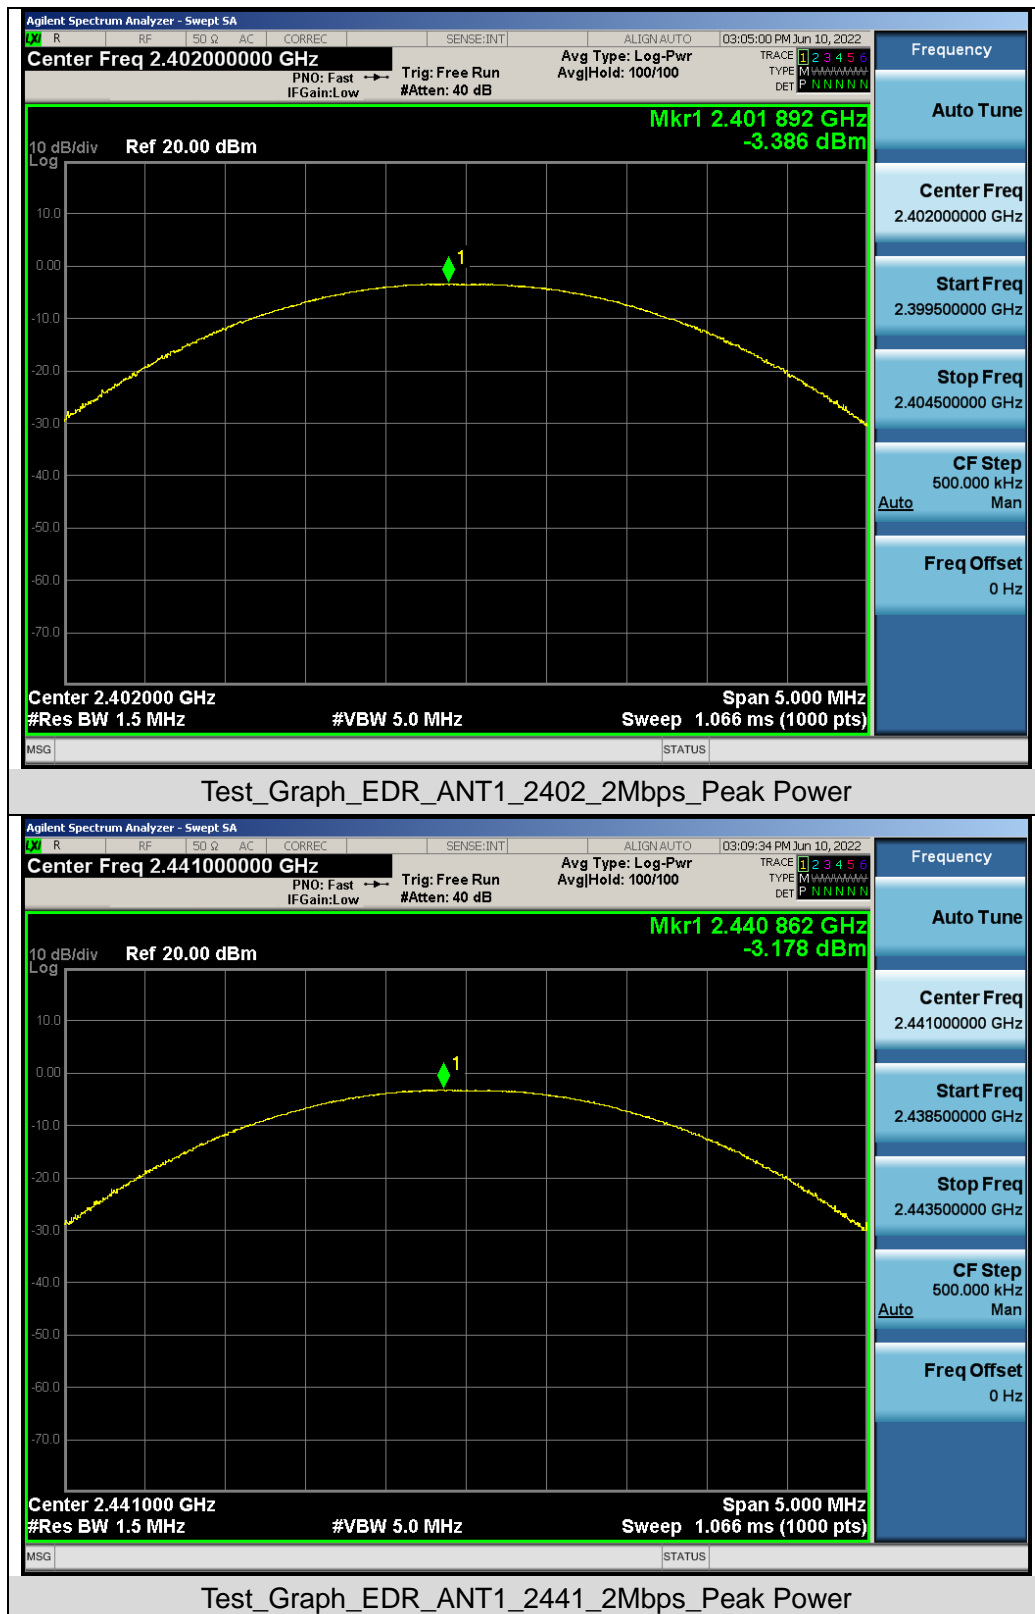 Agilent Spectrum Analyzer - Swept SA
LXI R RF 50 Ω AC CORREC SENSE:INT ALIGN AUTO 03:05:00 PM Jun 10, 2022
Center Freq 2.402000000 GHz
PNO: Fast
IFGain:Low
Trig: Free Run
#Atten: 40 dB
Avg Type: Log-Pwr
Avg|Hold: 100/100
TRACE 1 2 3 4 5 6
TYPE M WWWWW
DET P N N N N N
Mkr1 2.401 892 GHz
-3.386 dBm
10 dB/div
Log
Ref 20.00 dBm
10.0
0.00
-10.0
-20.0
-30.0
-40.0
-50.0
-60.0
-70.0
1
Center 2.402000 GHz
#Res BW 1.5 MHz
#VBW 5.0 MHz
Span 5.000 MHz
Sweep 1.066 ms (1000 pts)
MSG
STATUS
Frequency
Auto Tune
Center Freq
2.402000000 GHz
Start Freq
2.399500000 GHz
Stop Freq
2.404500000 GHz
CF Step
500.000 kHz
Auto Man
Freq Offset
0 Hz
Test_Graph_EDR_ANT1_2402_2Mbps_Peak Power
Agilent Spectrum Analyzer - Swept SA
LXI R RF 50 Ω AC CORREC SENSE:INT ALIGN AUTO 03:09:34 PM Jun 10, 2022
Center Freq 2.441000000 GHz
PNO: Fast
IFGain:Low
Trig: Free Run
#Atten: 40 dB
Avg Type: Log-Pwr
Avg|Hold: 100/100
TRACE 1 2 3 4 5 6
TYPE M WWWWW
DET P N N N N N
Mkr1 2.440 862 GHz
-3.178 dBm
10 dB/div
Log
Ref 20.00 dBm
10.0
0.00
-10.0
-20.0
-30.0
-40.0
-50.0
-60.0
-70.0
1
Center 2.441000 GHz
#Res BW 1.5 MHz
#VBW 5.0 MHz
Span 5.000 MHz
Sweep 1.066 ms (1000 pts)
MSG
STATUS
Frequency
Auto Tune
Center Freq
2.441000000 GHz
Start Freq
2.438500000 GHz
Stop Freq
2.443500000 GHz
CF Step
500.000 kHz
Auto Man
Freq Offset
0 Hz
Test_Graph_EDR_ANT1_2441_2Mbps_Peak Power